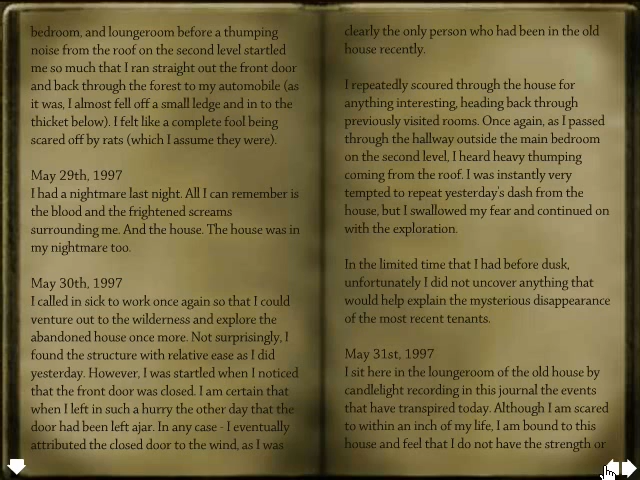 bedroom, and loungeroom before a thumping
noise from the roof on the second level startled
me so much that I ran straight out the front door
and back through the forest to my automobile (as
it was, I almost fell off a small ledge and in to the
thicket below). I felt like a complete fool being
scared off by rats (which I assume they were).
May 29th, 1997
I had a nightmare last night. All I can remember is
the blood and the frightened screams
surrounding me. And the house. The house was in
my nightmare too.
May 30th, 1997
I called in sick to work once again so that I could
venture out to the wilderness and explore the
abandoned house once more. Not surprisingly, I
found the structure with relative ease as I did
yesterday. However, I was startled when I noticed
that the front door was closed. I am certain that
when I left in such a hurry the other day that the
door had been left ajar. In any case - I eventually
attributed the closed door to the wind, as I was
clearly the only person who had been in the old
house recently.
I repeatedly scoured through the house for
anything interesting, heading back through
previously visited rooms. Once again, as I passed
through the hallway outside the main bedroom
on the second level, I heard heavy thumping
coming from the roof. I was instantly very
tempted to repeat yesterday's dash from the
house, but I swallowed my fear and continued on
with the exploration.
In the limited time that I had before dusk,
unfortunately I did not uncover anything that
would help explain the mysterious disappearance
of the most recent tenants.
May 31st, 1997
I sit here in the loungeroom of the old house by
candlelight recording in this journal the events
that have transpired today. Although I am scared
to within an inch of my life, I am bound to this
house and feel that I do not have the strength or